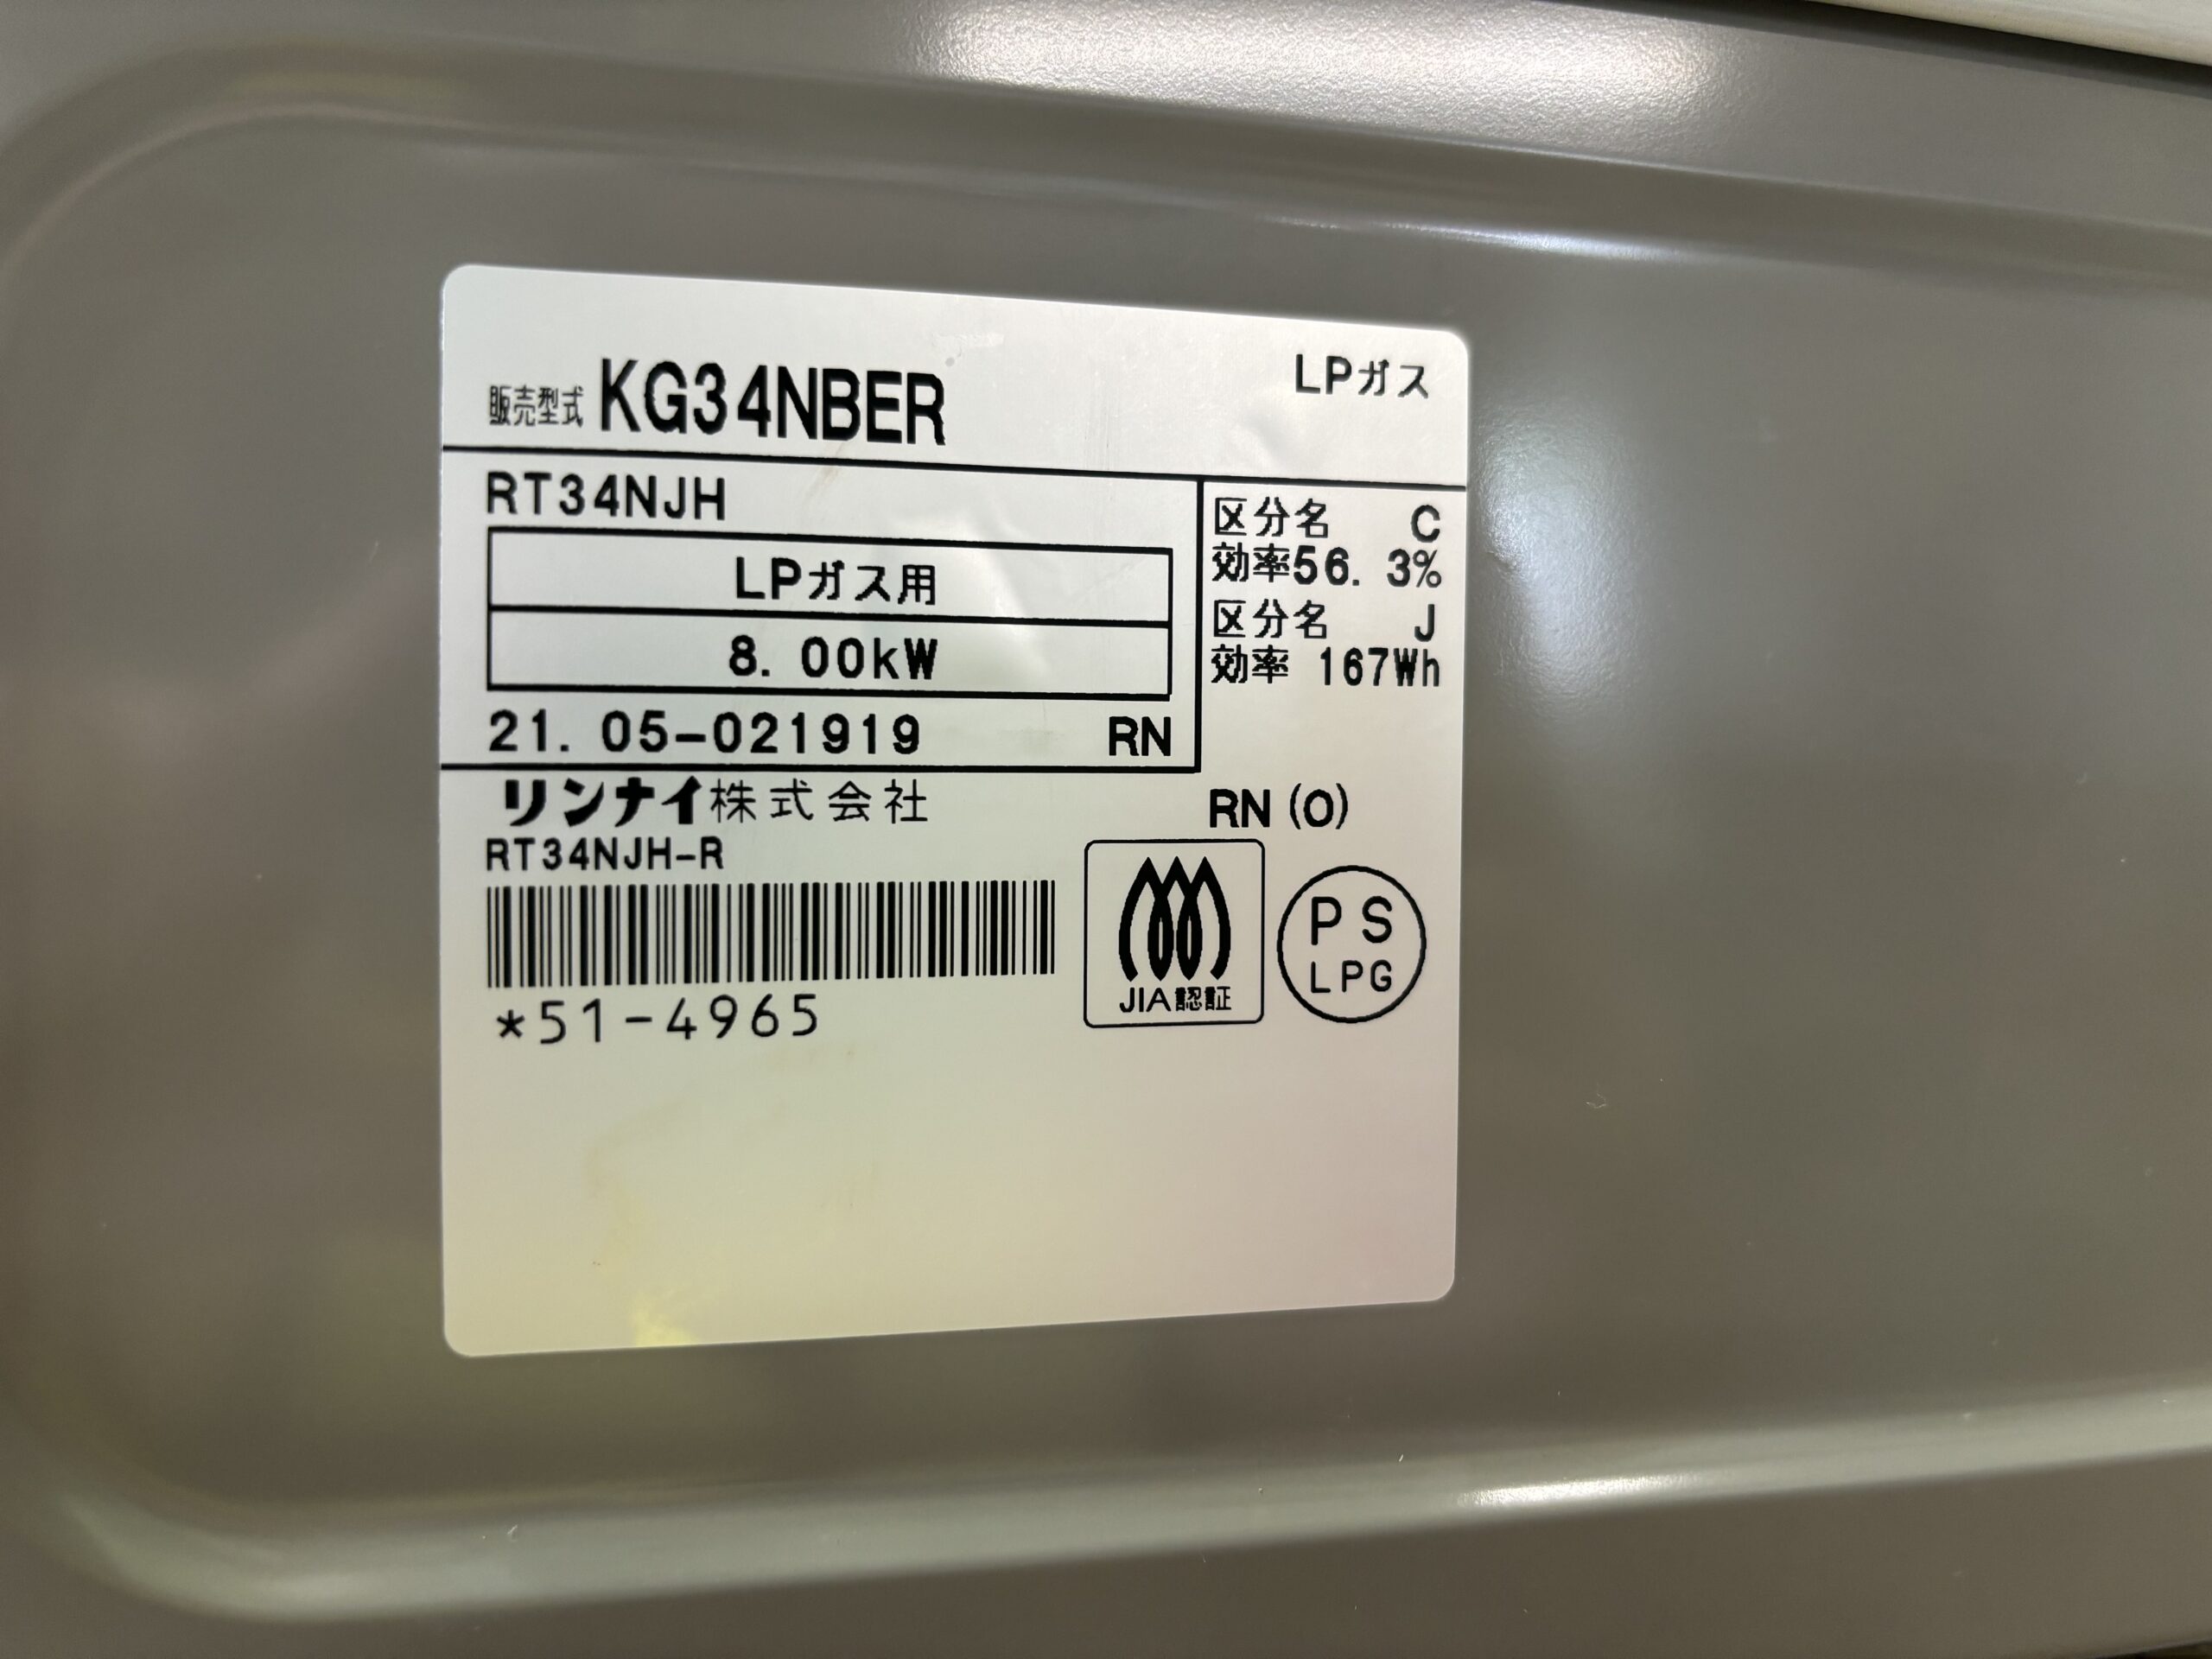 販売型式 KG34NBER LPガス
RT34NJH
LPガス用
8.00kW
21.05-021919 RN
区分名 C
効率56.3%
区分名 J
効率 167Wh
リンナイ株式会社 RN(O)
RT34NJH-R
*51-4965
JIA認証
PS
LPG